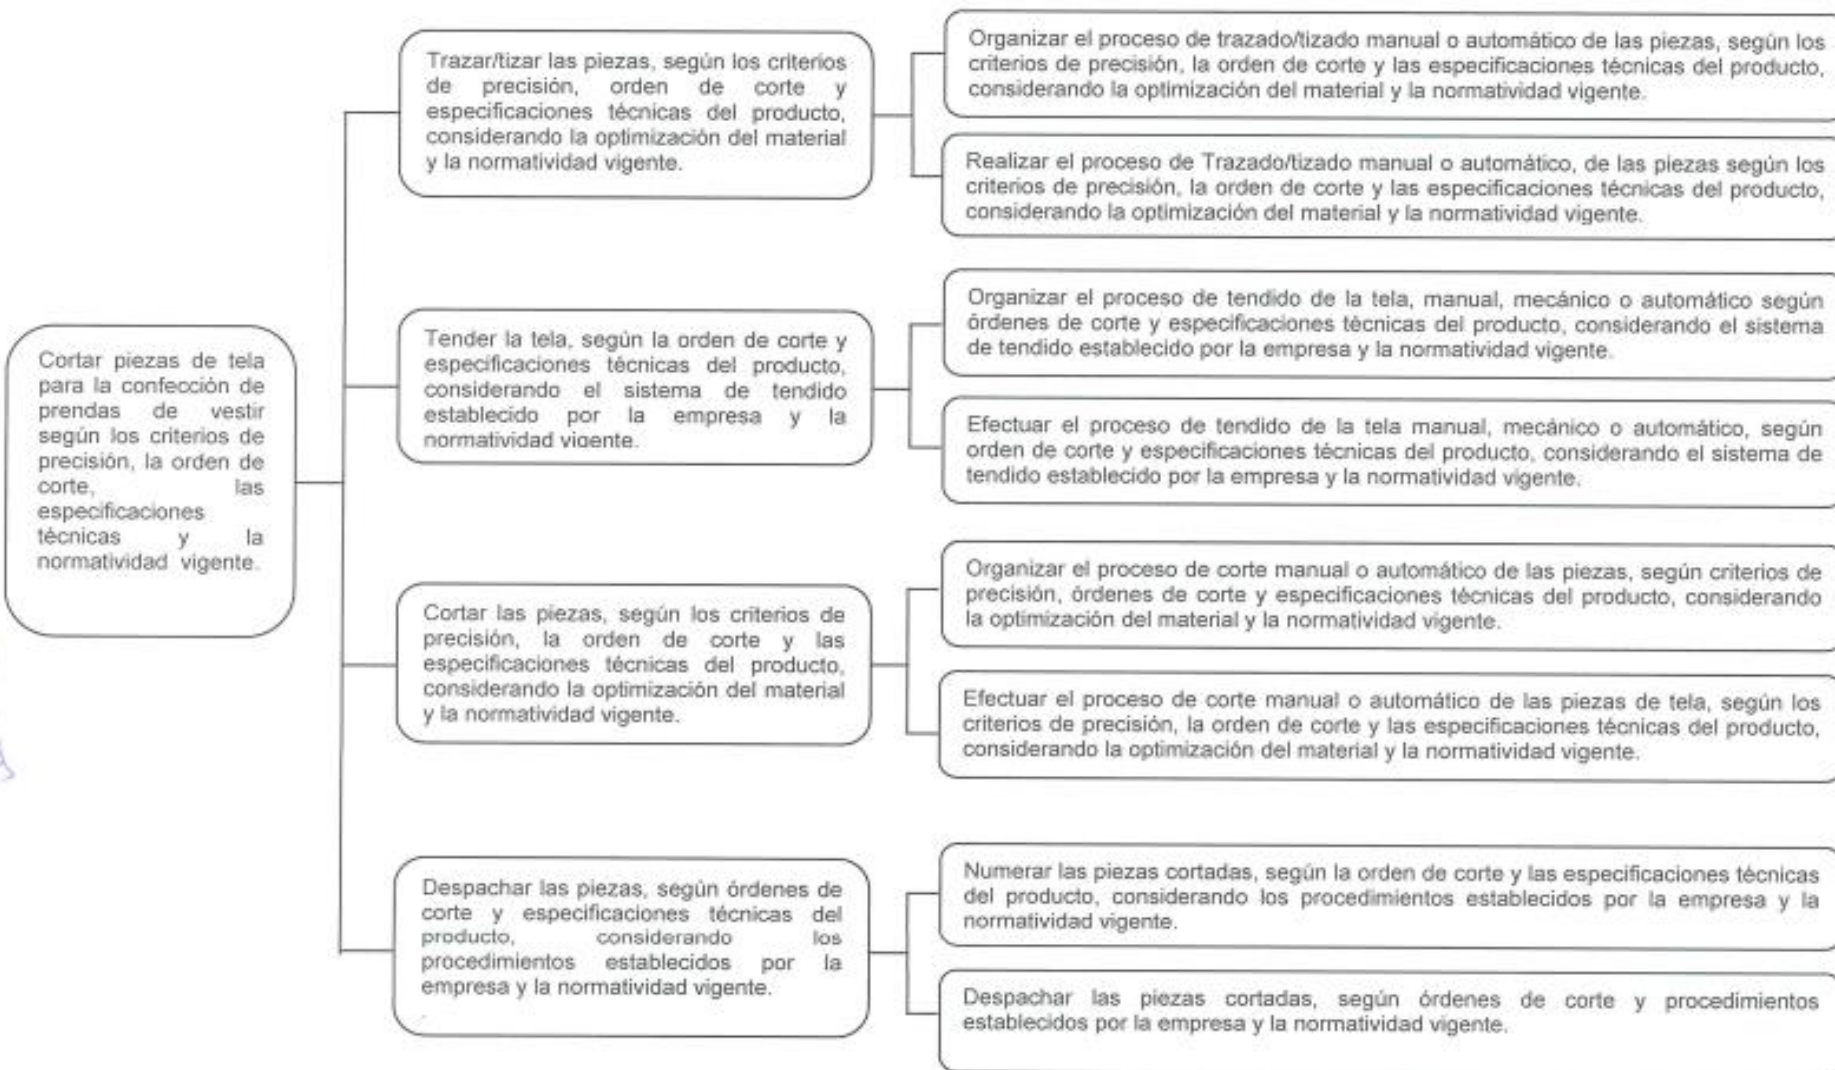 Cortar piezas de tela
para la confección de
prendas de vestir
según los criterios de
precisión, la orden de
corte, las
especificaciones
técnicas y la
normatividad vigente.
Trazar/tizar las piezas, según los criterios
de precisión, orden de corte y
especificaciones técnicas del producto,
considerando la optimización del material
y la normatividad vigente.
Organizar el proceso de trazado/tizado manual o automático de las piezas, según los
criterios de precisión, la orden de corte y las especificaciones técnicas del producto,
considerando la optimización del material y la normatividad vigente.
Realizar el proceso de Trazado/tizado manual o automático, de las piezas según los
criterios de precisión, la orden de corte y las especificaciones técnicas del producto,
considerando la optimización del material y la normatividad vigente.
Tender la tela, según la orden de corte y
especificaciones técnicas del producto,
considerando el sistema de tendido
establecido por la empresa y la
normatividad vigente.
Organizar el proceso de tendido de la tela, manual, mecánico o automático según
órdenes de corte y especificaciones técnicas del producto, considerando el sistema
de tendido establecido por la empresa y la normatividad vigente.
Efectuar el proceso de tendido de la tela manual, mecánico o automático, según
orden de corte y especificaciones técnicas del producto, considerando el sistema de
tendido establecido por la empresa y la normatividad vigente.
Cortar las piezas, según los criterios de
precisión, la orden de corte y las
especificaciones técnicas del producto,
considerando la optimización del material
y la normatividad vigente.
Organizar el proceso de corte manual o automático de las piezas, según criterios de
precisión, órdenes de corte y especificaciones técnicas del producto, considerando
la optimización del material y la normatividad vigente.
Efectuar el proceso de corte manual o automático de las piezas de tela, según los
criterios de precisión, la orden de corte y las especificaciones técnicas del producto,
considerando la optimización del material y la normatividad vigente.
Despachar las piezas, según órdenes de
corte y especificaciones técnicas del
producto, considerando los
procedimientos establecidos por la
empresa y la normatividad vigente.
Numerar las piezas cortadas, según la orden de corte y las especificaciones técnicas
del producto, considerando los procedimientos establecidos por la empresa y la
normatividad vigente.
Despachar las piezas cortadas, según órdenes de corte y procedimientos
establecidos por la empresa y la normatividad vigente.